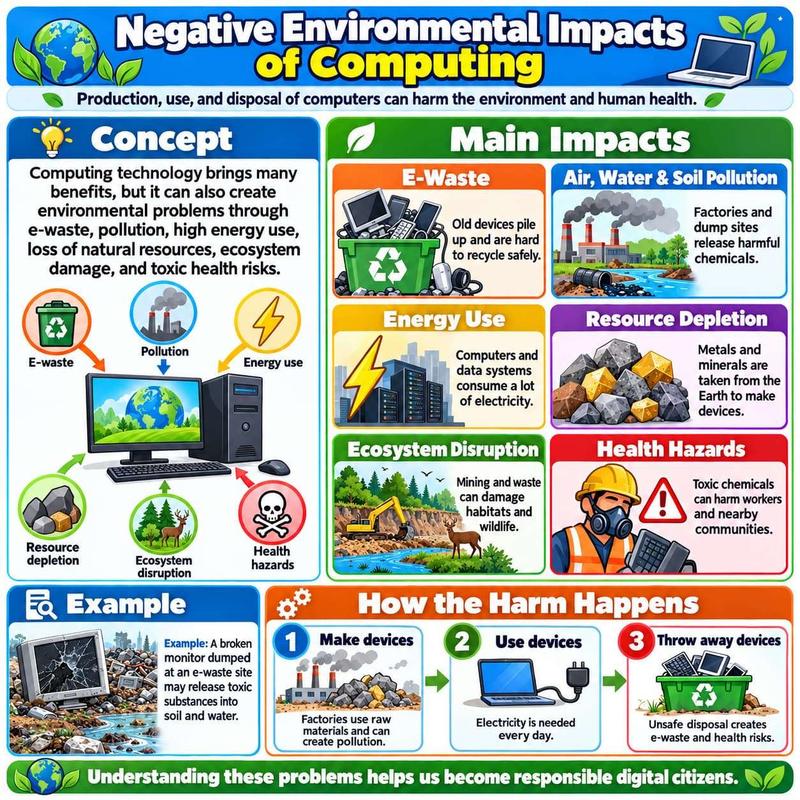 Negative Environmental Impacts
of Computing
Production, use, and disposal of computers can harm the environment and human health.
Concept
Computing technology brings many
benefits, but it can also create
environmental problems through
e-waste, pollution, high energy use,
loss of natural resources, ecosystem
damage, and toxic health risks.
E-waste
Pollution
Energy use
Resource
depletion
Ecosystem
disruption
Health
hazards
Main Impacts
E-Waste
Old devices pile
up and are hard
to recycle safely.
Air, Water & Soil Pollution
Factories and
dump sites
release harmful
chemicals.
Energy Use
Computers and
data systems
consume a lot
of electricity.
Resource Depletion
Metals and
minerals are
taken from the
Earth to make
devices.
Ecosystem Disruption
Mining and waste
can damage
habitats and
wildlife.
Health Hazards
Toxic chemicals
can harm workers
and nearby
communities.
Example
Example: A broken
monitor dumped
at an e-waste site
may release toxic
substances into
soil and water.
How the Harm Happens
1 Make devices
Factories use raw
materials and can
create pollution.
2 Use devices
Electricity is needed
every day.
3 Throw away devices
Unsafe disposal creates
e-waste and health risks.
Understanding these problems helps us become responsible digital citizens.